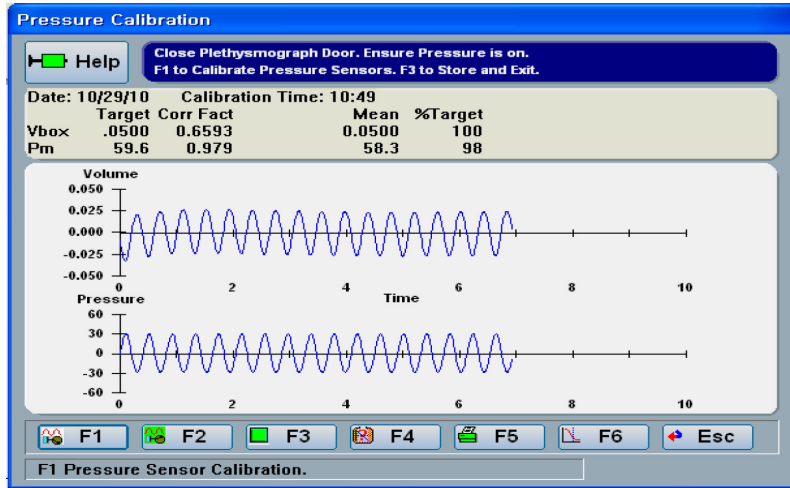 Pressure Calibration
Help
Close Plethysmograph Door. Ensure Pressure is on.
F1 to Calibrate Pressure Sensors. F3 to Store and Exit.
Date: 10/29/10 Calibration Time: 10:49
Target Corr Fact Mean %Target
Vbox .0500 0.6593 0.0500 100
Pm 59.6 0.979 58.3 98
Volume
0.050
0.025
0.000
-0.025
-0.050
0 2 4 6 8 10
Pressure Time
60
30
0
-30
-60
0 2 4 6 8 10
F1 F2 F3 F4 F5 F6 Esc
F1 Pressure Sensor Calibration.